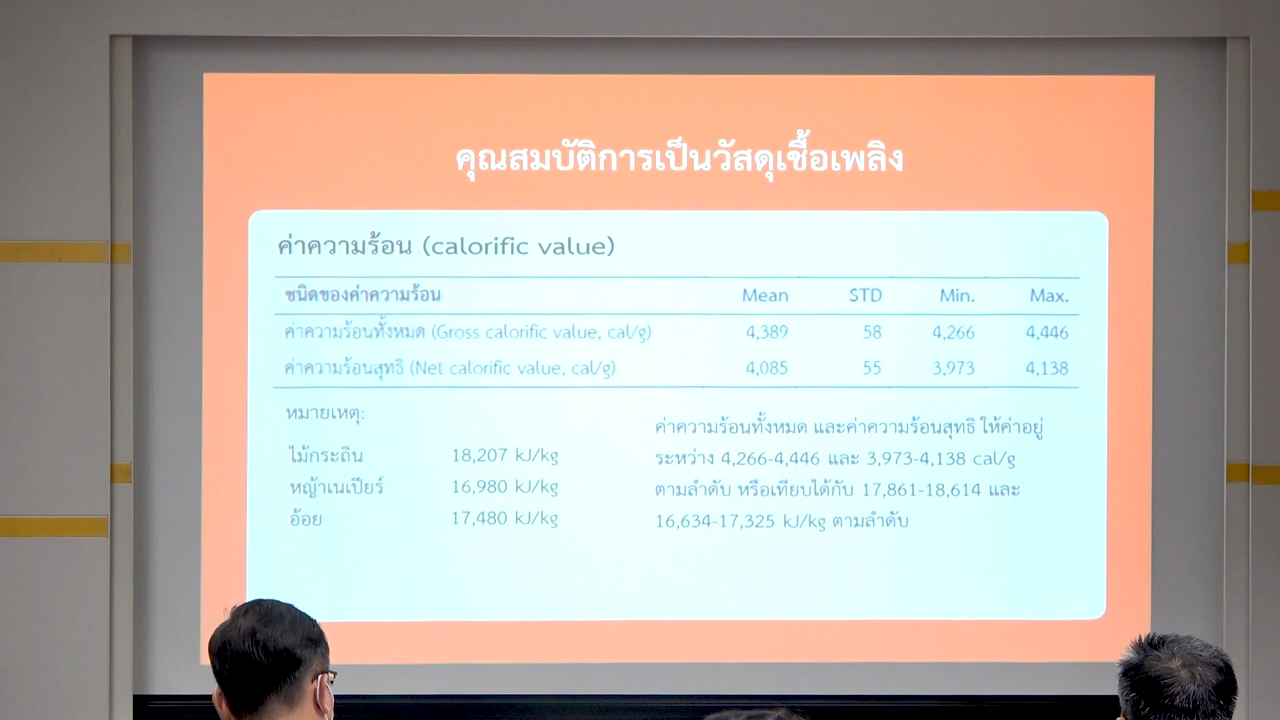 คุณสมบัติการเป็นวัสดุเชื้อเพลิง
ค่าความร้อน (calorific value)
ชนิดของค่าความร้อน Mean STD Min. Max.
ค่าความร้อนทั้งหมด (Gross calorific value, cal/g) 4,389 58 4,266 4,446
ค่าความร้อนสุทธิ (Net calorific value, cal/g) 4,085 55 3,973 4,138
หมายเหตุ:
ไม้กระถิน 18,207 kJ/kg
หญ้าเนเปียร์ 16,980 kJ/kg
อ้อย 17,480 kJ/kg
ค่าความร้อนทั้งหมด และค่าความร้อนสุทธิ ให้ค่าอยู่
ระหว่าง 4,266-4,446 และ 3,973-4,138 cal/g
ตามลำดับ หรือเทียบได้กับ 17,861-18,614 และ
16,634-17,325 kJ/kg ตามลำดับ